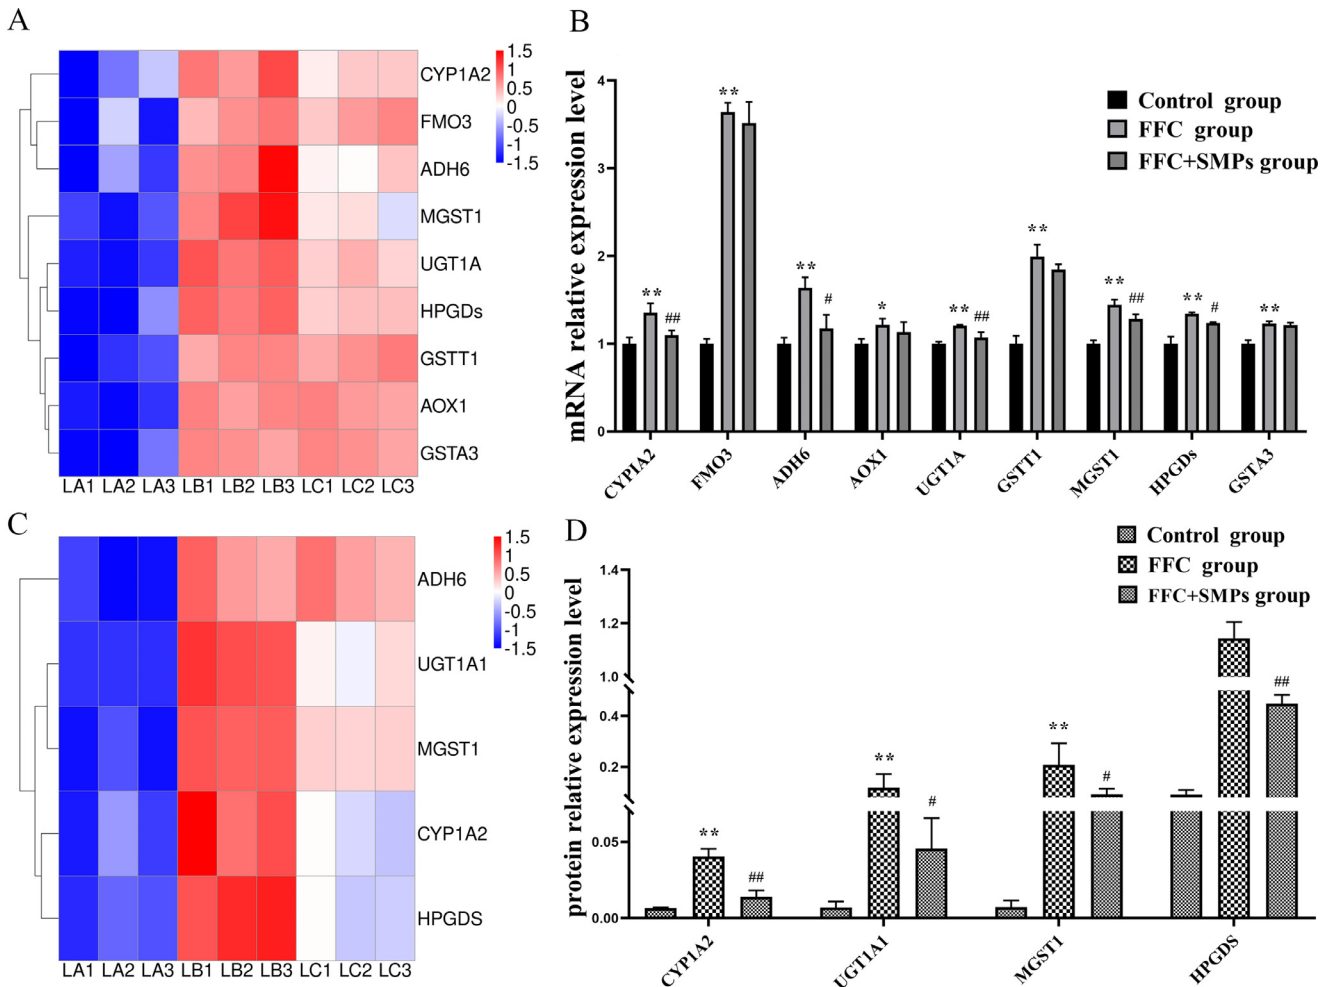 A
CYP1A2
FMO3
ADH6
MGST1
UGT1A
HPGDs
GSTT1
AOX1
GSTA3
1.5
1
0.5
0
-0.5
-1
-1.5
LA1 LA2 LA3 LB1 LB2 LB3 LC1 LC2 LC3
B
mRNA relative expression level
4
3
2
1
0
Control group
FFC group
FFC+SMPs group
** ## ** ** # * ** ## ** ** ## ** # **
CYPIA2 FMO3 ADH6 AOX1 UGT1A GSTT1 MGST1 HPGDs GSTA3
C
ADH6
UGT1A1
MGST1
CYP1A2
HPGDS
1.5
1
0.5
0
-0.5
-1
-1.5
LA1 LA2 LA3 LB1 LB2 LB3 LC1 LC2 LC3
D
protein relative expression level
1.4
1.2
1.0
0.4
0.2
0.05
0.00
Control group
FFC group
FFC+SMPs group
** ## ** # ** # ##
CYP1A2 UGT1A1 MGST1 HPGDS